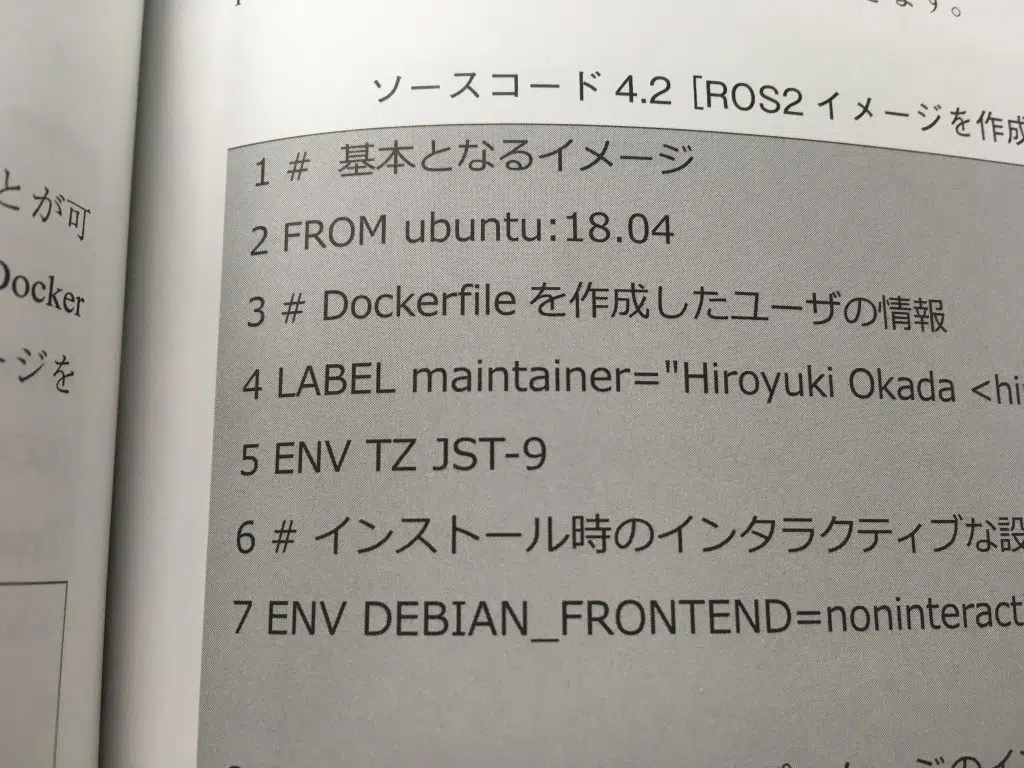 とが可
Docker
ージを
ます。
ソースコード 4.2 [ROS2 イメージを作成
1 # 基本となるイメージ
2 FROM ubuntu:18.04
3 # Dockerfile を作成したユーザの情報
4 LABEL maintainer="Hiroyuki Okada <hi
5 ENV TZ JST-9
6 # インストール時のインタラクティブな設
7 ENV DEBIAN_FRONTEND=noninteract